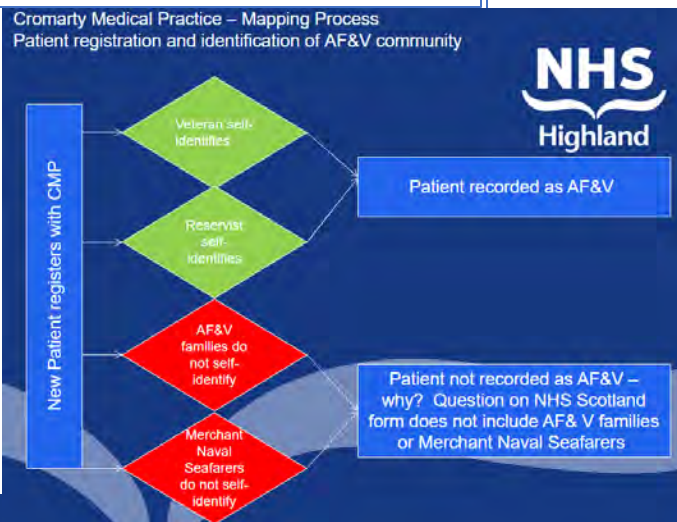 Cromarty Medical Practice – Mapping Process
Patient registration and identification of AF&V community
NHS
Highland
New Patient registers with CMP
Veteran self-
identifies
Reservist
self-
identifies
AF&V
families do
not self-
identify
Merchant
Naval
Seafarers
do not self-
identify
Patient recorded as AF&V
Patient not recorded as AF&V –
why? Question on NHS Scotland
form does not include AF& V families
or Merchant Naval Seafarers